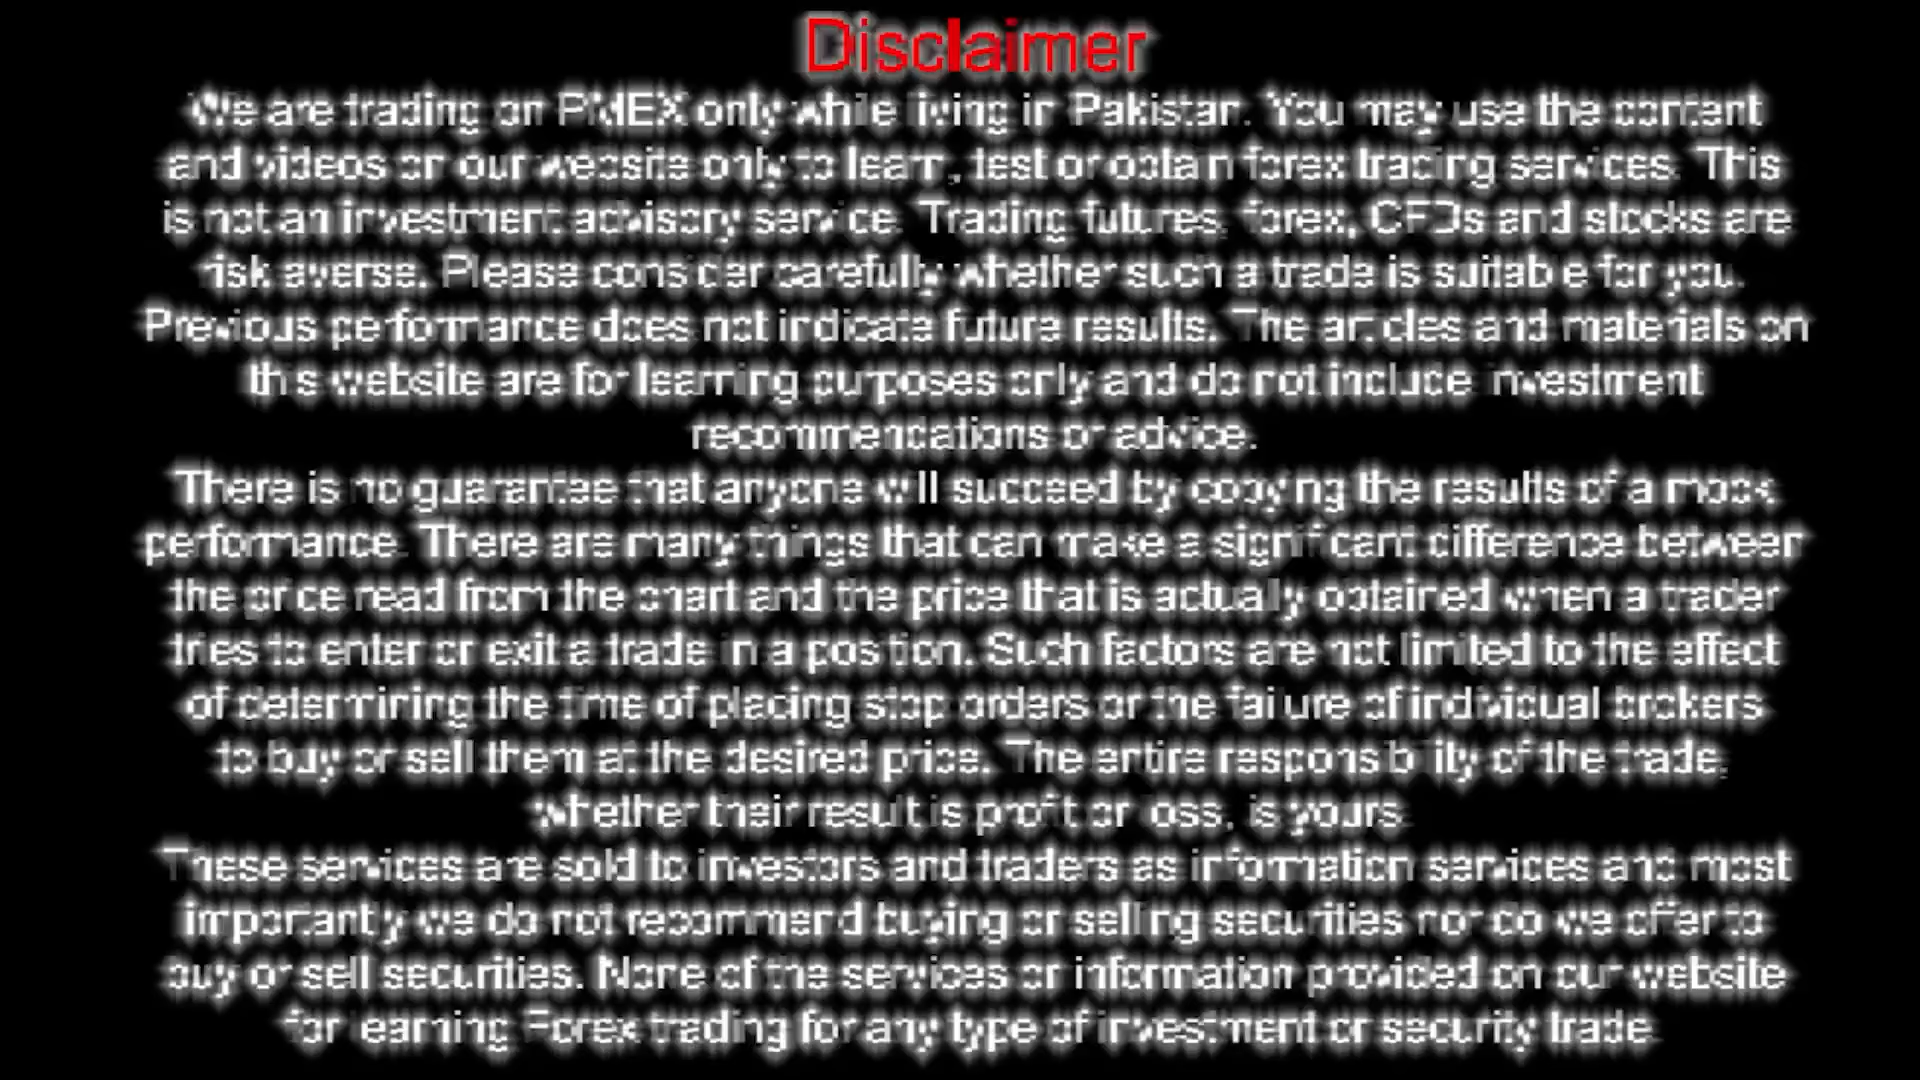 Disclaimer
We are trading on PMEX only while living in Pakistan. You may use the content
and videos on our website only to learn, test or obtain forex trading services. This
is not an investment advisory service. Trading futures, forex, CFDs and stocks are
risk averse. Please consider carefully whether such a trade is suitable for you.
Previous performance does not indicate future results. The articles and materials on
this website are for learning purposes only and do not include investment
recommendations or advice.
There is no guarantee that anyone will succeed by copying the results of a mock
performance. There are many things that can make a significant difference between
the price read from the chart and the price that is actually obtained when a trader
tries to enter or exit a trade in a position. Such factors are not limited to the effect
of determining the time of placing stop orders or the failure of individual brokers
to buy or sell them at the desired price. The entire responsibility of the trade,
whether their result is profit or loss, is yours.
These services are sold to investors and traders as information services and most
importantly we do not recommend buying or selling securities nor do we offer to
buy or sell securities. None of the services or information provided on our website
for learning Forex trading for any type of investment or security trade.